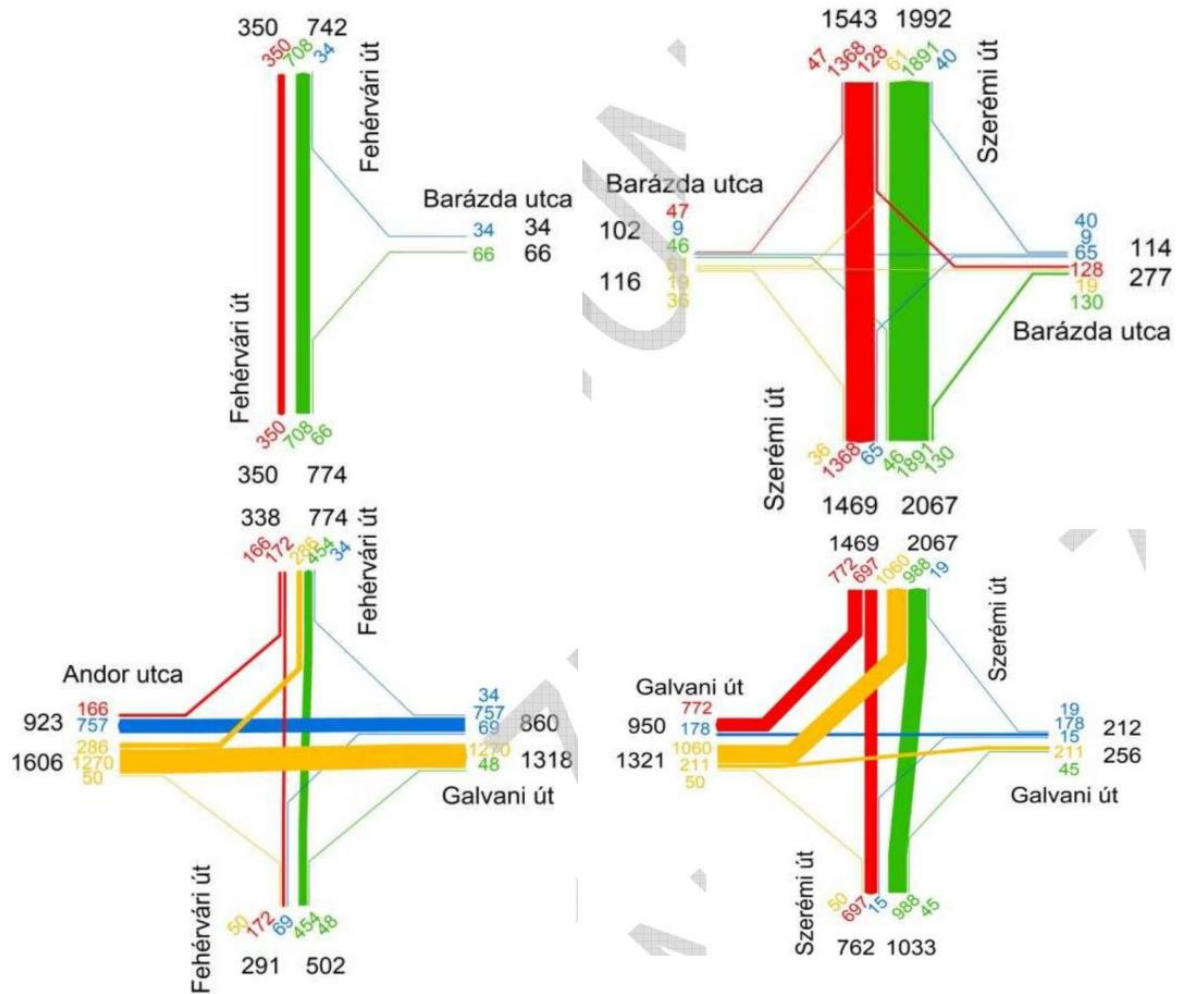 350 742
350 708 34
Fehérvári út
Barázda utca
34 34
66 66
Fehérvári út
350 708 66
350 774
1543 1992
47 1368 128 61 1891 40
Szerémi út
Barázda utca
47
102 9
46
61
116 19
36
40
9
65 114
128 277
19
130
Barázda utca
Szerémi út
36 1368 65 46 1891 130
1469 2067
338 774
166 172 286 454 34
Fehérvári út
Andor utca
166
923 757
286
1606 1270
50
34
757
69 860
1270 1318
48
Galvani út
Fehérvári út
50 172 69 454 48
291 502
1469 2067
772 697 1060 988 19
Szerémi út
Galvani út
772
950 178
1060
1321 211
50
19
178
15 212
211 256
45
Galvani út
Szerémi út
50 697 15 988 45
762 1033